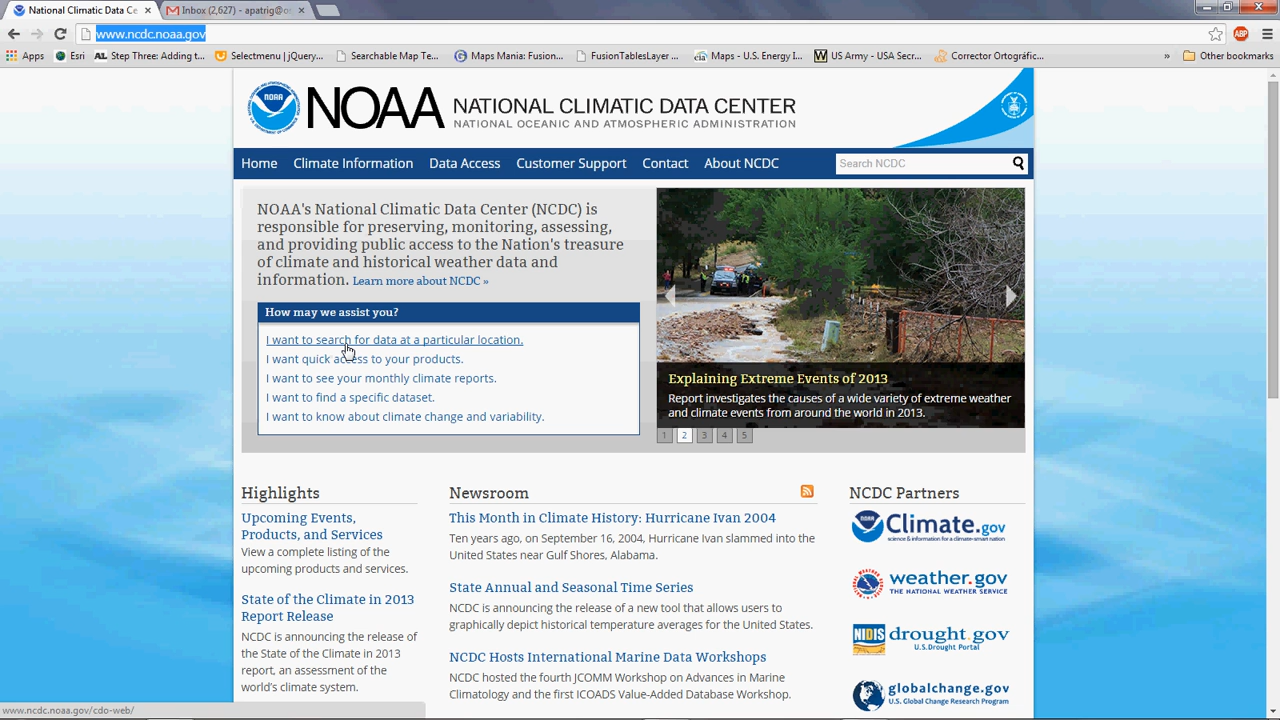 National Climatic Data Ce
Inbox (2,627) - apatrig@o
www.ncdc.noaa.gov
ABP
Apps
Esri
AL Step Three: Adding t...
Selectmenu | jQuery...
Searchable Map Te...
Maps Mania: Fusion...
FusionTablesLayer ...
eia Maps - U.S. Energy I...
W US Army - USA Secr...
Corrector Ortográfic...
»
Other bookmarks
NOAA
NOAA
NATIONAL CLIMATIC DATA CENTER
NATIONAL OCEANIC AND ATMOSPHERIC ADMINISTRATION
Home
Climate Information
Data Access
Customer Support
Contact
About NCDC
Search NCDC
NOAA's National Climatic Data Center (NCDC) is
responsible for preserving, monitoring, assessing,
and providing public access to the Nation's treasure
of climate and historical weather data and
information. Learn more about NCDC »
How may we assist you?
I want to search for data at a particular location.
I want quick access to your products.
I want to see your monthly climate reports.
I want to find a specific dataset.
I want to know about climate change and variability.
Explaining Extreme Events of 2013
Report investigates the causes of a wide variety of extreme weather
and climate events from around the world in 2013.
1 2 3 4 5
Highlights
Upcoming Events,
Products, and Services
View a complete listing of the
upcoming products and services.
State of the Climate in 2013
Report Release
NCDC is announcing the release of
the State of the Climate in 2013
report, an assessment of the
world's climate system.
Newsroom
This Month in Climate History: Hurricane Ivan 2004
Ten years ago, on September 16, 2004, Hurricane Ivan slammed into the
United States near Gulf Shores, Alabama.
State Annual and Seasonal Time Series
NCDC is announcing the release of a new tool that allows users to
graphically depict historical temperature averages for the United States.
NCDC Hosts International Marine Data Workshops
NCDC hosted the fourth JCOMM Workshop on Advances in Marine
Climatology and the first ICOADS Value-Added Database Workshop.
NCDC Partners
NOAA
Climate.gov
science & information for a climate-smart nation
weather.gov
THE NATIONAL WEATHER SERVICE
NIDIS
drought.gov
U.S. Drought Portal
globalchange.gov
U.S. Global Change Research Program
www.ncdc.noaa.gov/cdo-web/